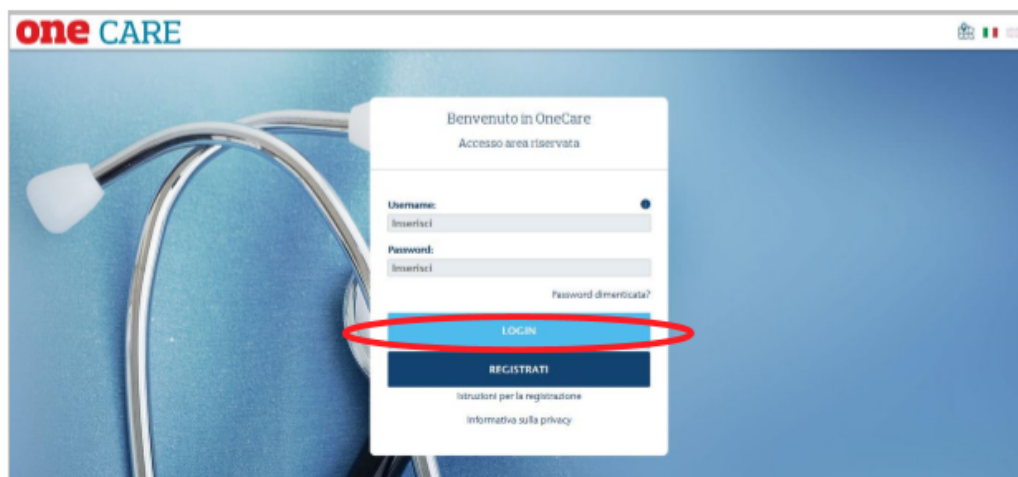 one CARE
Benvenuto in OneCare
Accesso area riservata
Username:
Inserisci
Password:
Inserisci
Password dimenticata?
LOGIN
REGISTRATI
Istruzioni per la registrazione
Informativa sulla privacy